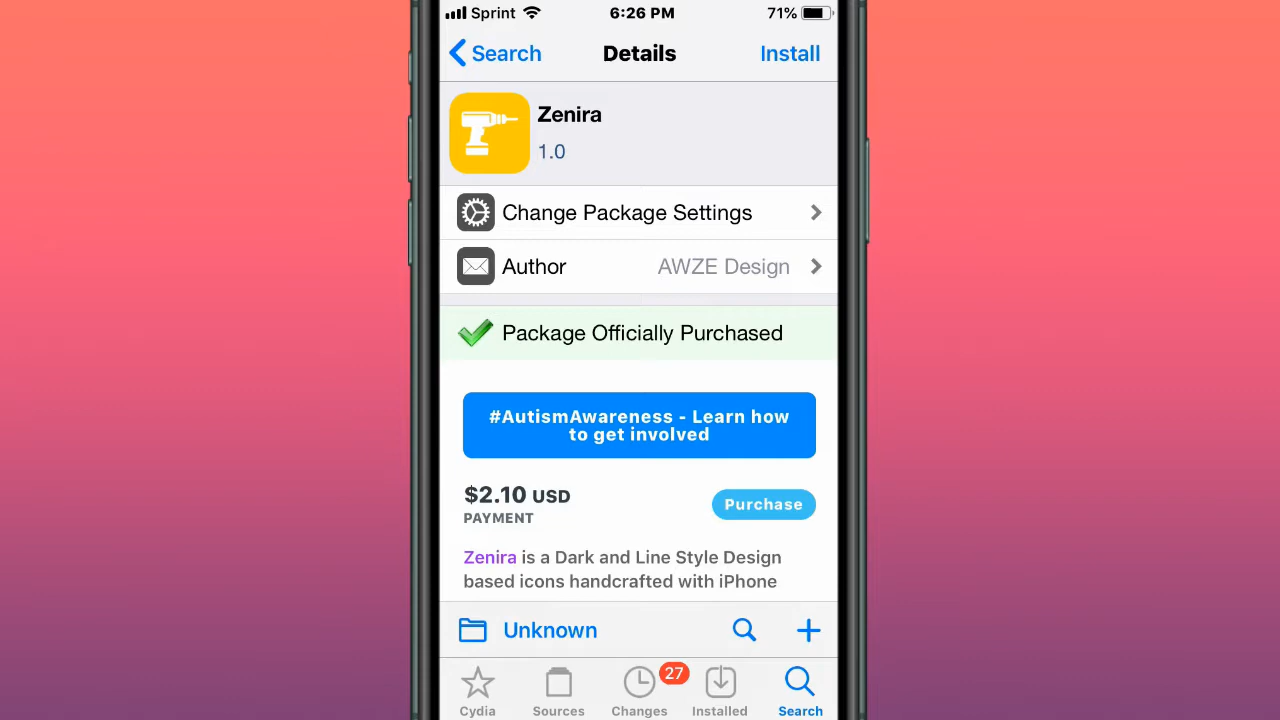 Sprint 6:26 PM 71%
Search Details Install
Zenira
1.0
Change Package Settings
Author AWZE Design
Package Officially Purchased
#AutismAwareness - Learn how
to get involved
$2.10 USD
PAYMENT
Purchase
Zenira is a Dark and Line Style Design
based icons handcrafted with iPhone
Unknown
27
Cydia Sources Changes Installed Search